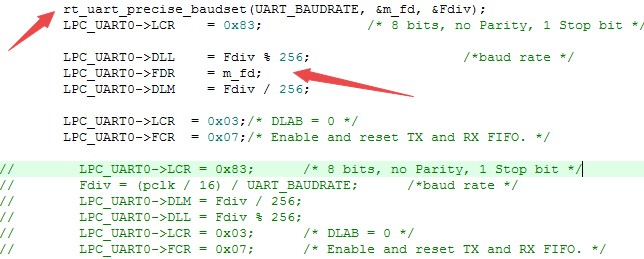 rt_uart_precise_baudset(UART_BAUDRATE, &m_fd, &Fdiv);
LPC_UART0->LCR    = 0x83;              /* 8 bits, no Parity, 1 Stop bit */
LPC_UART0->DLL    = Fdiv % 256;                    /*baud rate */
LPC_UART0->FDR    = m_fd;
LPC_UART0->DLM    = Fdiv / 256;
LPC_UART0->LCR  = 0x03;/* DLAB = 0 */
LPC_UART0->FCR  = 0x07;/* Enable and reset TX and RX FIFO. */
//      LPC_UART0->LCR = 0x83;      /* 8 bits, no Parity, 1 Stop bit */
//      Fdiv = (pclk / 16) / UART_BAUDRATE;     /*baud rate */
//      LPC_UART0->DLM = Fdiv / 256;
//      LPC_UART0->DLL = Fdiv % 256;
//      LPC_UART0->LCR = 0x03;      /* DLAB = 0 */
//      LPC_UART0->FCR = 0x07;      /* Enable and reset TX and RX FIFO. */